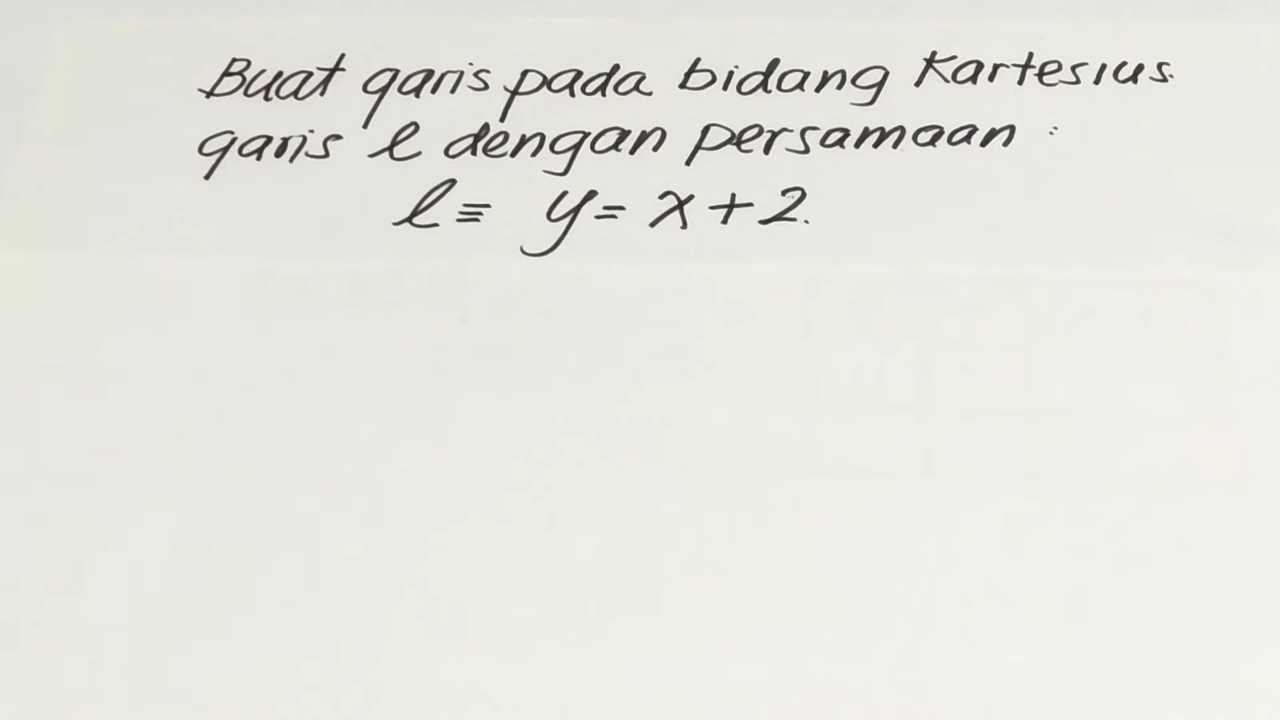 Buat garis pada bidang Kartesius.
garis l dengan persamaan :
l ≡ y = x + 2.